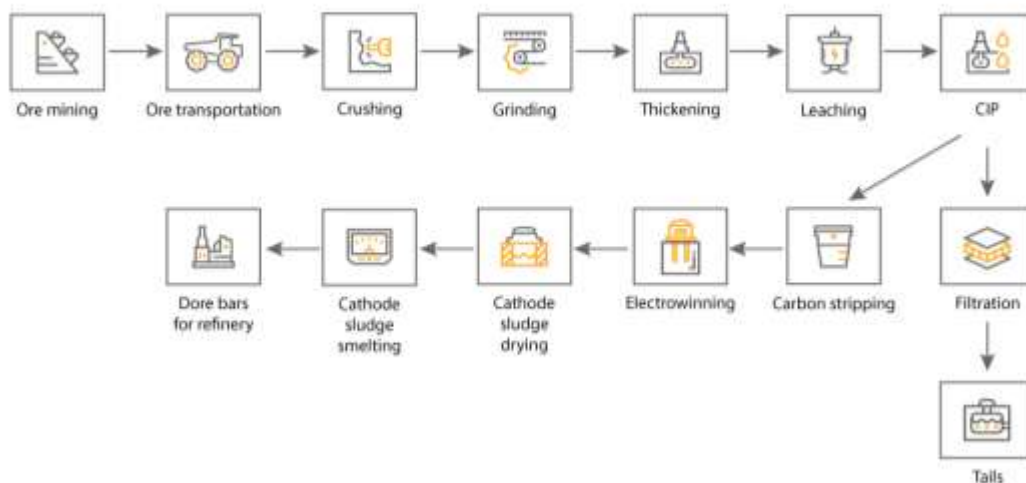 Ore mining
Ore transportation
Crushing
Grinding
Thickening
Leaching
CIP
Dore bars
for refinery
Cathode
sludge
smelting
Cathode
sludge
drying
Electrowinning
Carbon stripping
Filtration
Tails